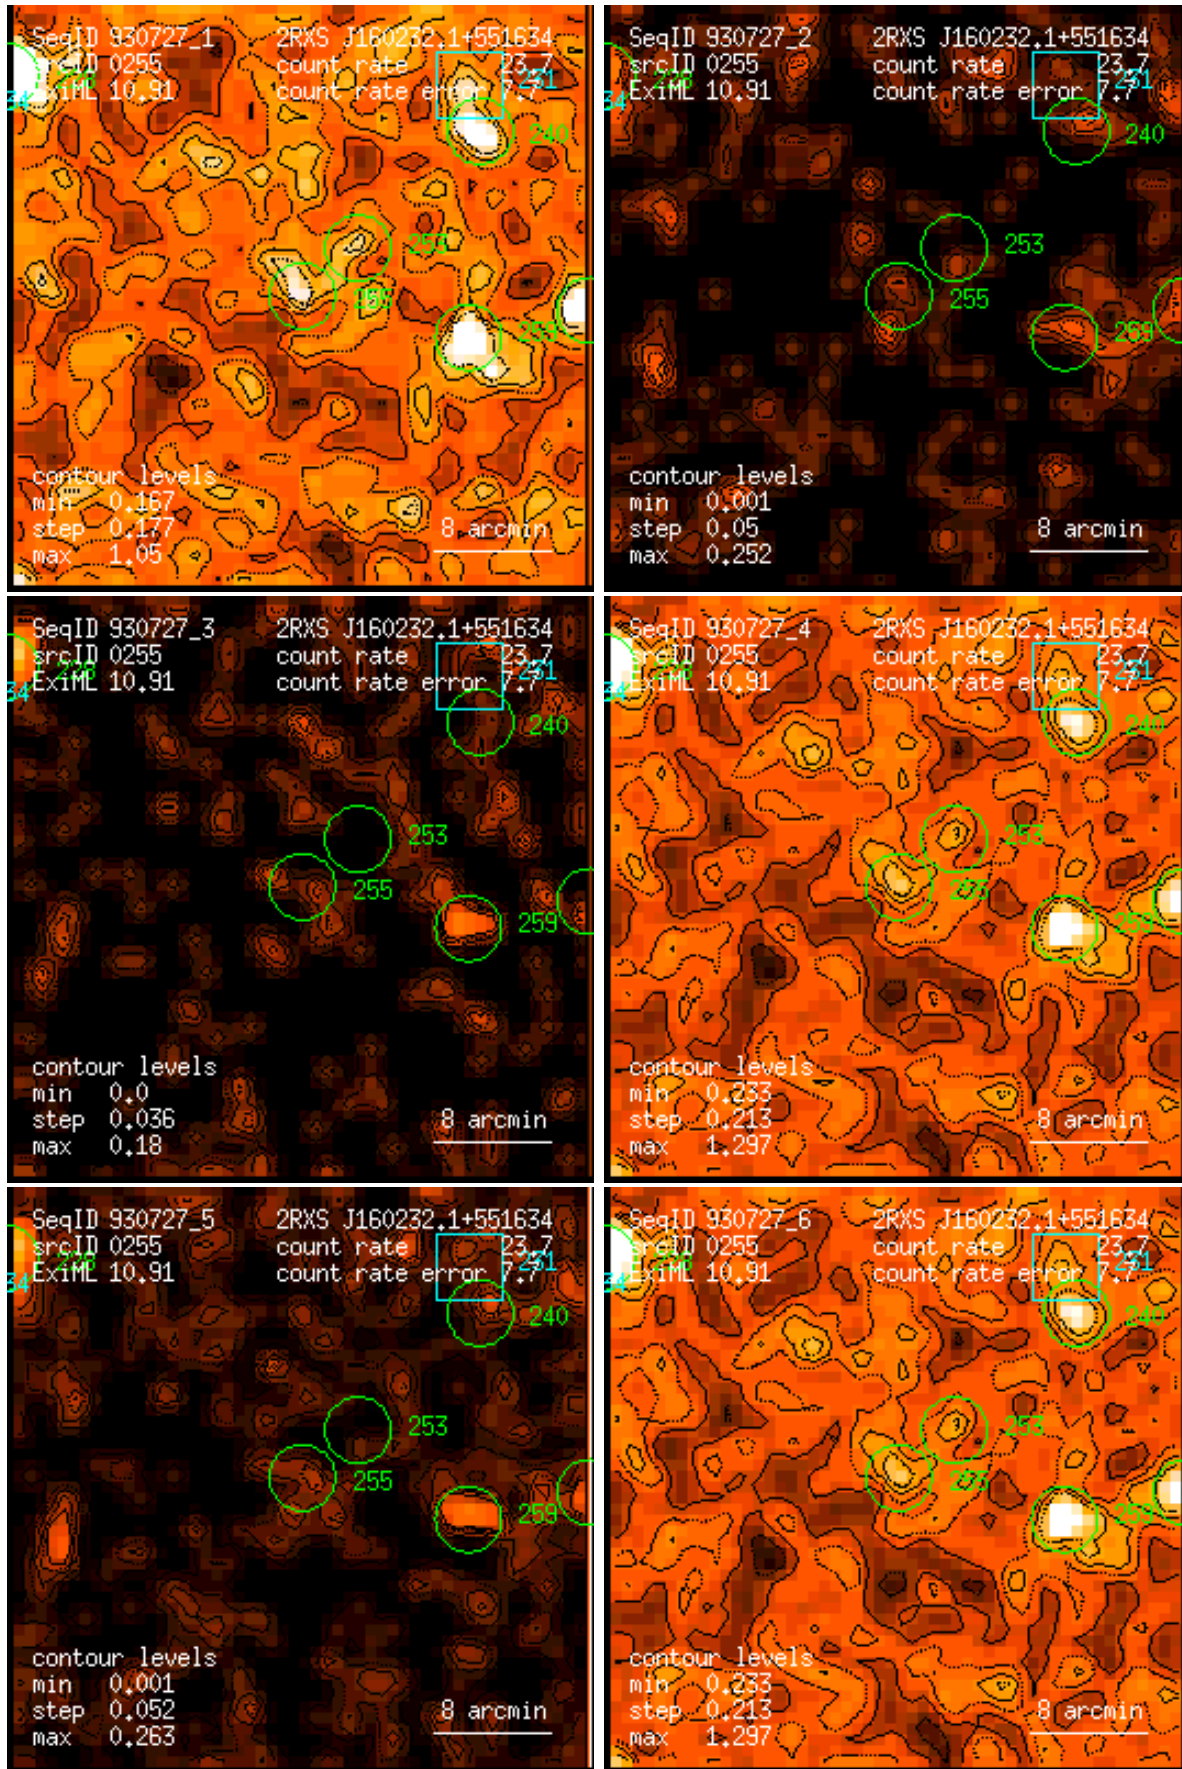 SeqID 930727_1 2RXS J160232.1+551634
srcID 0255 count rate 23.7
ExiML 10.91 count rate error 7.7
240
253
255
259
contour levels
min 0.167
step 0.177 8 arcmin
max 1.05
SeqID 930727_2 2RXS J160232.1+551634
srcID 0255 count rate 23.7
34 ExiML 10.91 count rate error 7.7
240
253
255
259
contour levels
min 0.001
step 0.05 8 arcmin
max 0.252
SeqID 930727_3 2RXS J160232.1+551634
srcID 0255 count rate 23.7
34 ExiML 10.91 count rate error 7.7
240
253
255
259
contour levels
min 0.0
step 0.036 8 arcmin
max 0.18
SeqID 930727_4 2RXS J160232.1+551634
srcID 0255 count rate 23.7
34 ExiML 10.91 count rate error 7.7
240
253
255
259
contour levels
min 0.233
step 0.213 8 arcmin
max 1.297
SeqID 930727_5 2RXS J160232.1+551634
srcID 0255 count rate 23.7
34 ExiML 10.91 count rate error 7.7
240
253
255
259
contour levels
min 0.001
step 0.052 8 arcmin
max 0.263
SeqID 930727_6 2RXS J160232.1+551634
srcID 0255 count rate 23.7
34 ExiML 10.91 count rate error 7.7
240
253
255
259
contour levels
min 0.233
step 0.213 8 arcmin
max 1.297